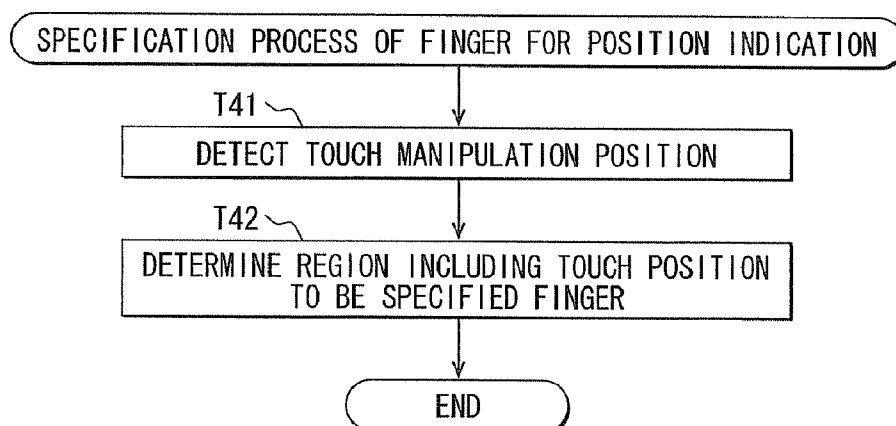 SPECIFICATION PROCESS OF FINGER FOR POSITION INDICATION
T41
DETECT TOUCH MANIPULATION POSITION
T42
DETERMINE REGION INCLUDING TOUCH POSITION
TO BE SPECIFIED FINGER
END